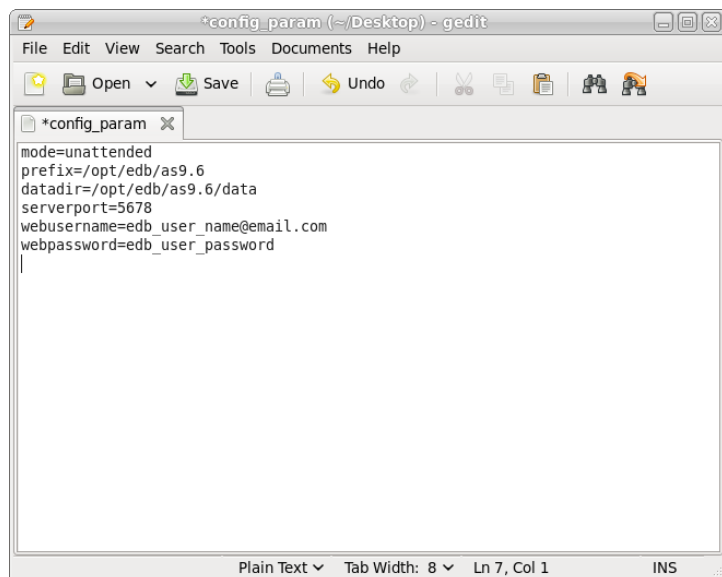 *config_param (~/Desktop) - gedit
File Edit View Search Tools Documents Help
Open Save Undo
*config_param
mode=unattended
prefix=/opt/edb/as9.6
datadir=/opt/edb/as9.6/data
serverport=5678
webusername=edb_user_name@email.com
webpassword=edb_user_password
Plain Text Tab Width: 8 Ln 7, Col 1 INS